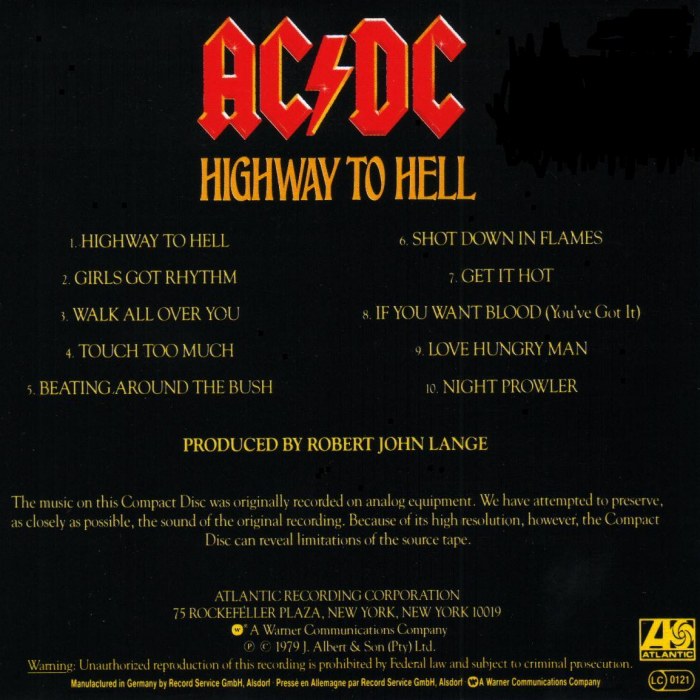 AC/DC
HIGHWAY TO HELL
1. HIGHWAY TO HELL
2. GIRLS GOT RHYTHM
3. WALK ALL OVER YOU
4. TOUCH TOO MUCH
5. BEATING AROUND THE BUSH
6. SHOT DOWN IN FLAMES
7. GET IT HOT
8. IF YOU WANT BLOOD (You've Got It)
9. LOVE HUNGRY MAN
10. NIGHT PROWLER
PRODUCED BY ROBERT JOHN LANGE
The music on this Compact Disc was originally recorded on analog equipment. We have attempted to preserve,
as closely as possible, the sound of the original recording. Because of its high resolution, however, the Compact
Disc can reveal limitations of the source tape.
ATLANTIC RECORDING CORPORATION
75 ROCKEFELLER PLAZA, NEW YORK, NEW YORK 10019
W® A Warner Communications Company
℗ © 1979 J. Albert & Son (Pty) Ltd.
Warning: Unauthorized reproduction of this recording is prohibited by Federal law and subject to criminal prosecution.
Manufactured in Germany by Record Service GmbH, Alsdorf · Pressé en Allemagne par Record Service GmbH, Alsdorf · W A Warner Communications Company
ATLANTIC
LC 0121